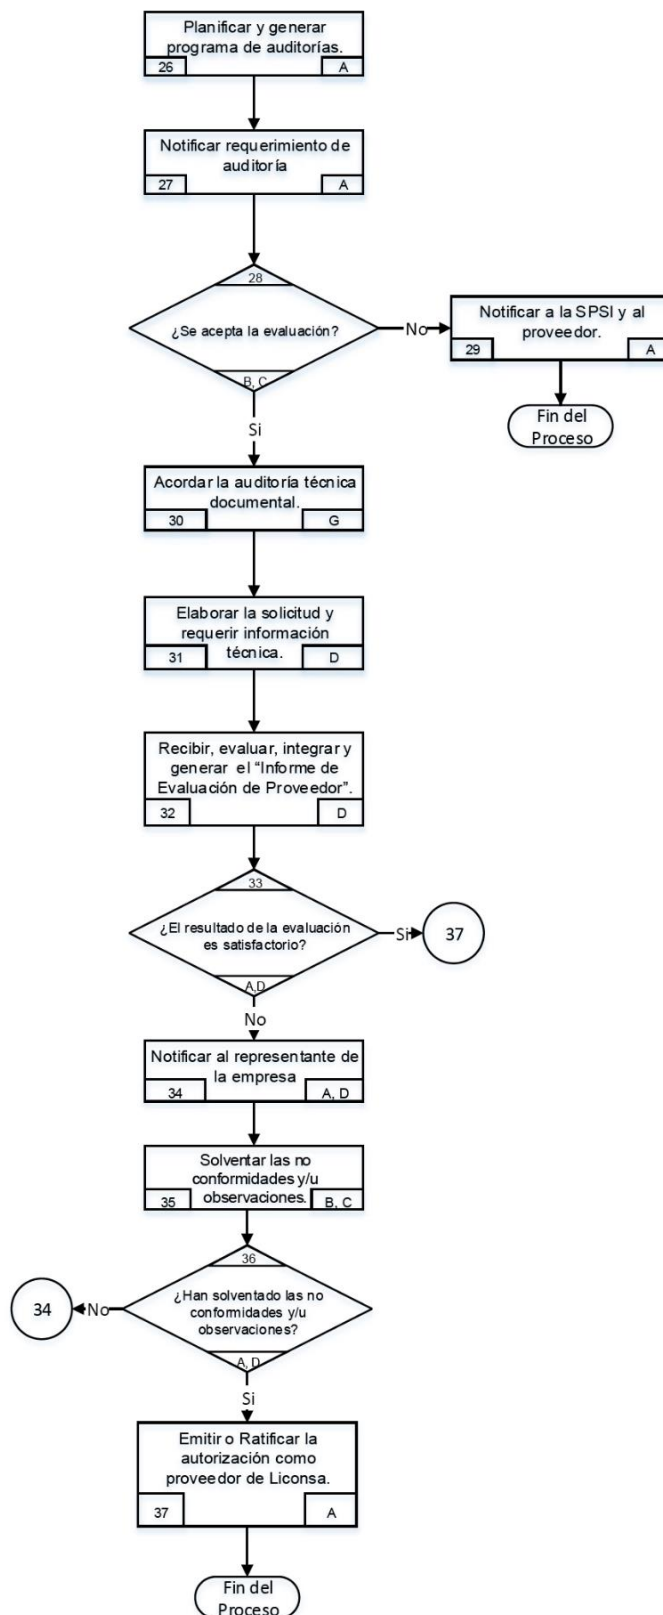 Planificar y generar
programa de auditorías.
26
A
Notificar requerimiento de
auditoría
27
A
28
¿Se acepta la evaluación?
B, C
No
Notificar a la SPSI y al
proveedor.
29
A
Fin del
Proceso
Si
Acordar la auditoría técnica
documental.
30
G
Elaborar la solicitud y
requerir información
técnica.
31
D
Recibir, evaluar, integrar y
generar el “Informe de
Evaluación de Proveedor”.
32
D
33
¿El resultado de la evaluación
es satisfactorio?
A,D
Si
37
No
Notificar al representante de
la empresa
34
A, D
Solventar las no
conformidades y/u
observaciones.
35
B, C
36
¿Han solventado las no
conformidades y/u
observaciones?
A, D
No
34
Si
Emitir o Ratificar la
autorización como
proveedor de Liconsa.
37
A
Fin del
Proceso